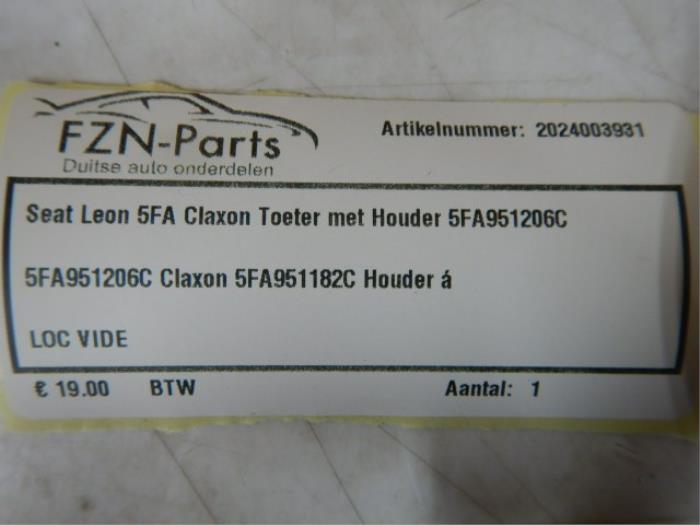 FZN-Parts
Duitse auto onderdelen
Artikelnummer: 2024003931
Seat Leon 5FA Claxon Toeter met Houder 5FA951206C
5FA951206C Claxon 5FA951182C Houder á
LOC VIDE
€ 19.00 BTW Aantal: 1